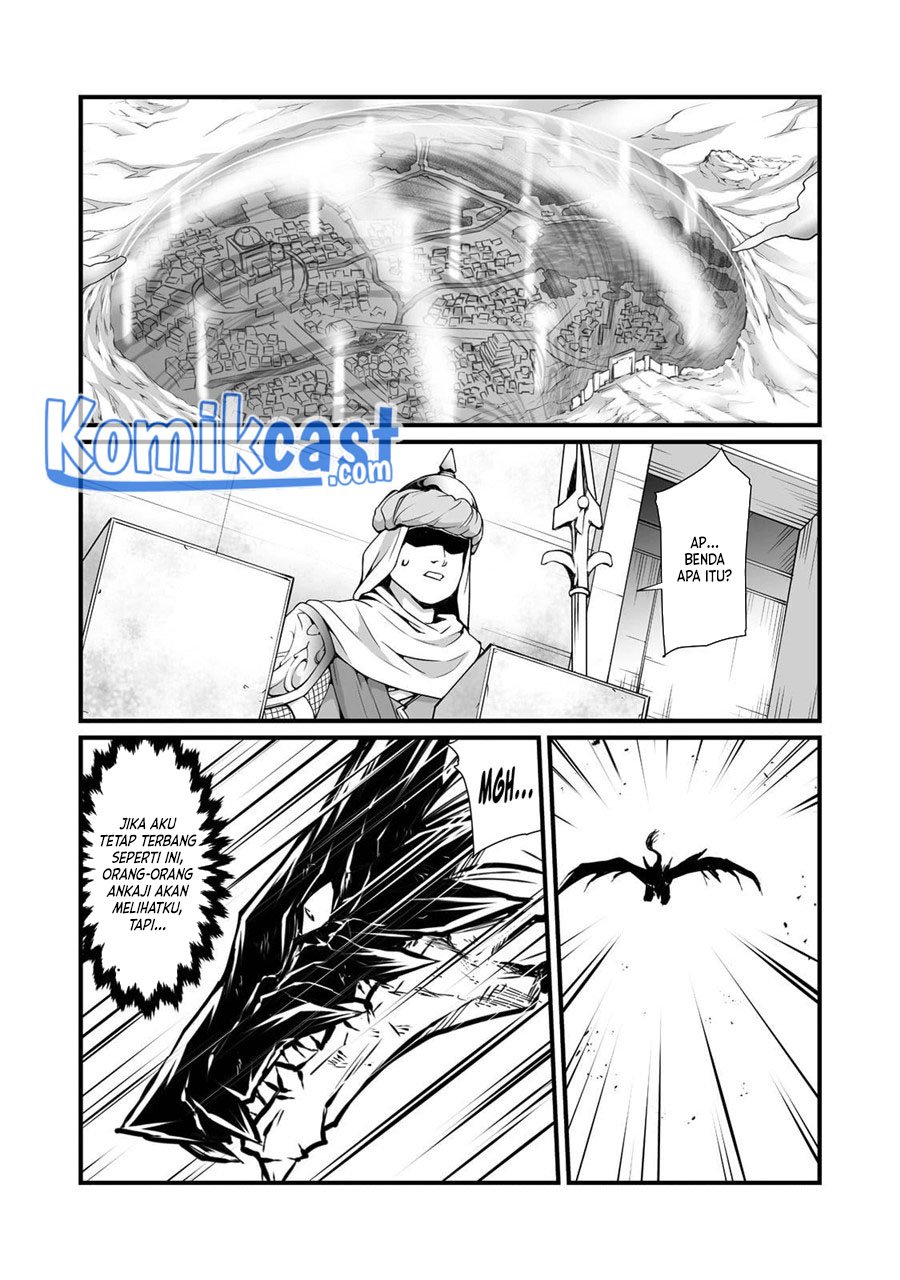 Komikcast
.com
AP...
BENDA
APA ITU?
MGH...
JIKA AKU
TETAP TERBANG
SEPERTI INI,
ORANG-ORANG
ANKAJI AKAN
MELIHATKU,
TAPI...